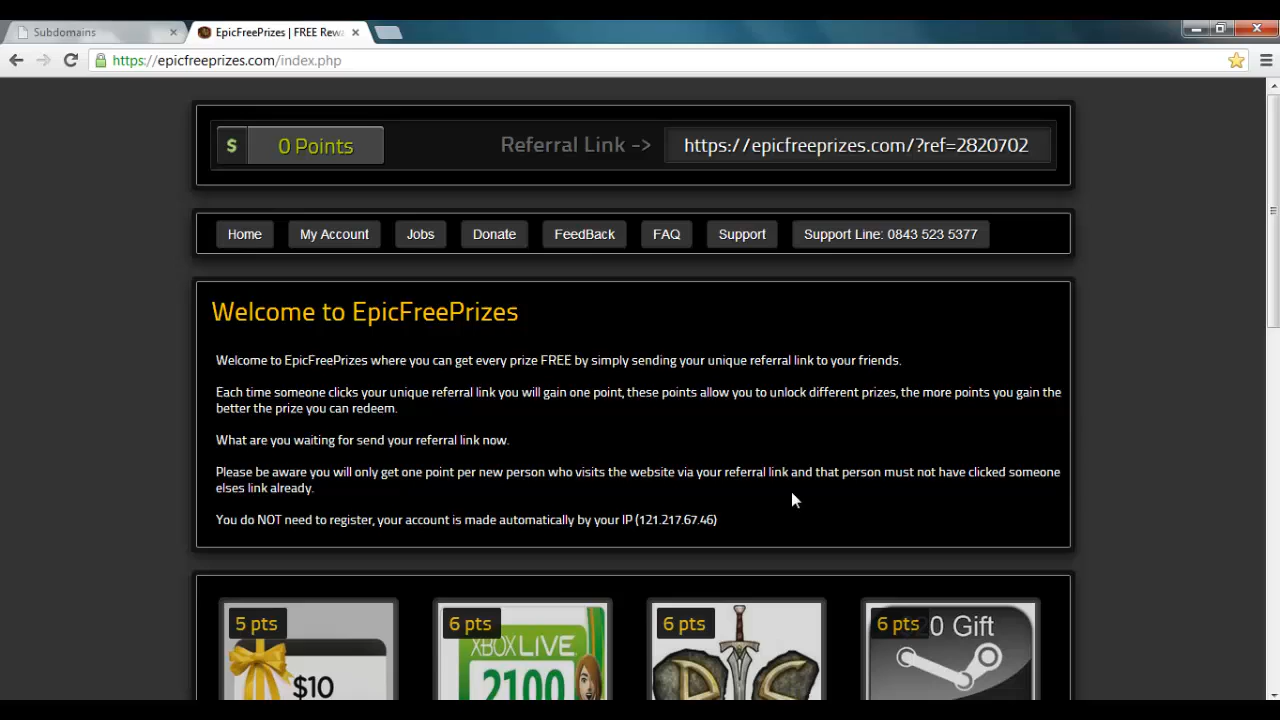 Subdomains
EpicFreePrizes | FREE Rew
https://epicfreeprizes.com/index.php
$ 0 Points Referral Link -> https://epicfreeprizes.com/?ref=2820702
Home My Account Jobs Donate FeedBack FAQ Support Support Line: 0843 523 5377
Welcome to EpicFreePrizes
Welcome to EpicFreePrizes where you can get every prize FREE by simply sending your unique referral link to your friends.
Each time someone clicks your unique referral link you will gain one point, these points allow you to unlock different prizes, the more points you gain the
better the prize you can redeem.
What are you waiting for send your referral link now.
Please be aware you will only get one point per new person who visits the website via your referral link and that person must not have clicked someone
elses link already.
You do NOT need to register, your account is made automatically by your IP (121.217.67.46)
5 pts 6 pts 6 pts 6 pts
$10
XBOX LIVE
2100
0 Gift